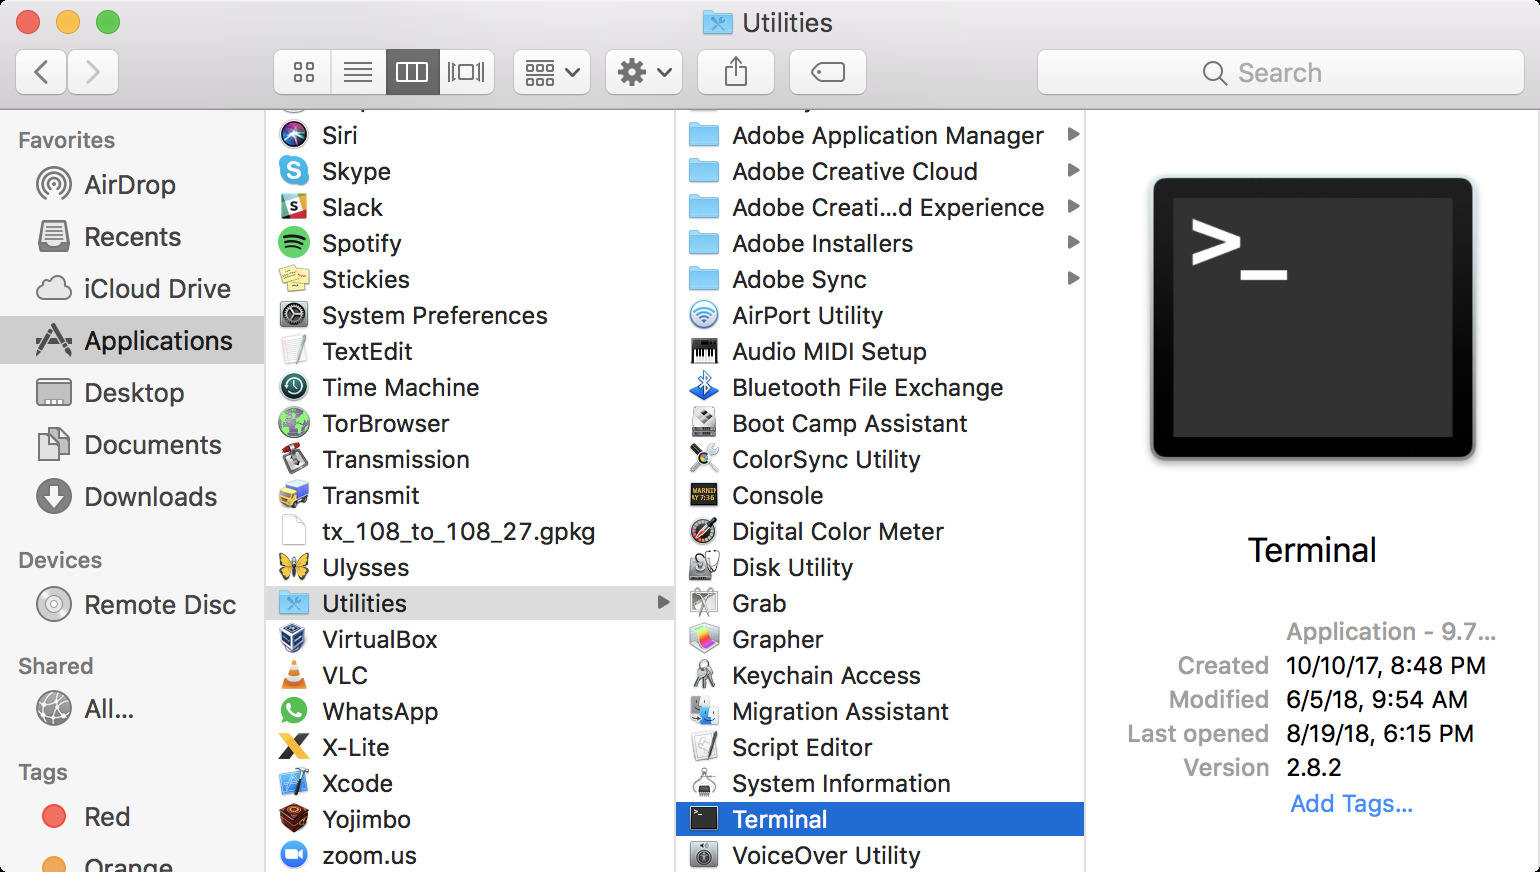 Utilities
Search
Favorites
AirDrop
Recents
iCloud Drive
Applications
Desktop
Documents
Downloads
Devices
Remote Disc
Shared
All...
Tags
Red
Orange
Siri
Skype
Slack
Spotify
Stickies
System Preferences
TextEdit
Time Machine
TorBrowser
Transmission
Transmit
tx_108_to_108_27.gpkg
Ulysses
Utilities
VirtualBox
VLC
WhatsApp
X-Lite
Xcode
Yojimbo
zoom.us
Adobe Application Manager
Adobe Creative Cloud
Adobe Creati...d Experience
Adobe Installers
Adobe Sync
AirPort Utility
Audio MIDI Setup
Bluetooth File Exchange
Boot Camp Assistant
ColorSync Utility
Console
Digital Color Meter
Disk Utility
Grab
Grapher
Keychain Access
Migration Assistant
Script Editor
System Information
Terminal
VoiceOver Utility
>_
Terminal
Application - 9.7...
Created 10/10/17, 8:48 PM
Modified 6/5/18, 9:54 AM
Last opened 8/19/18, 6:15 PM
Version 2.8.2
Add Tags...